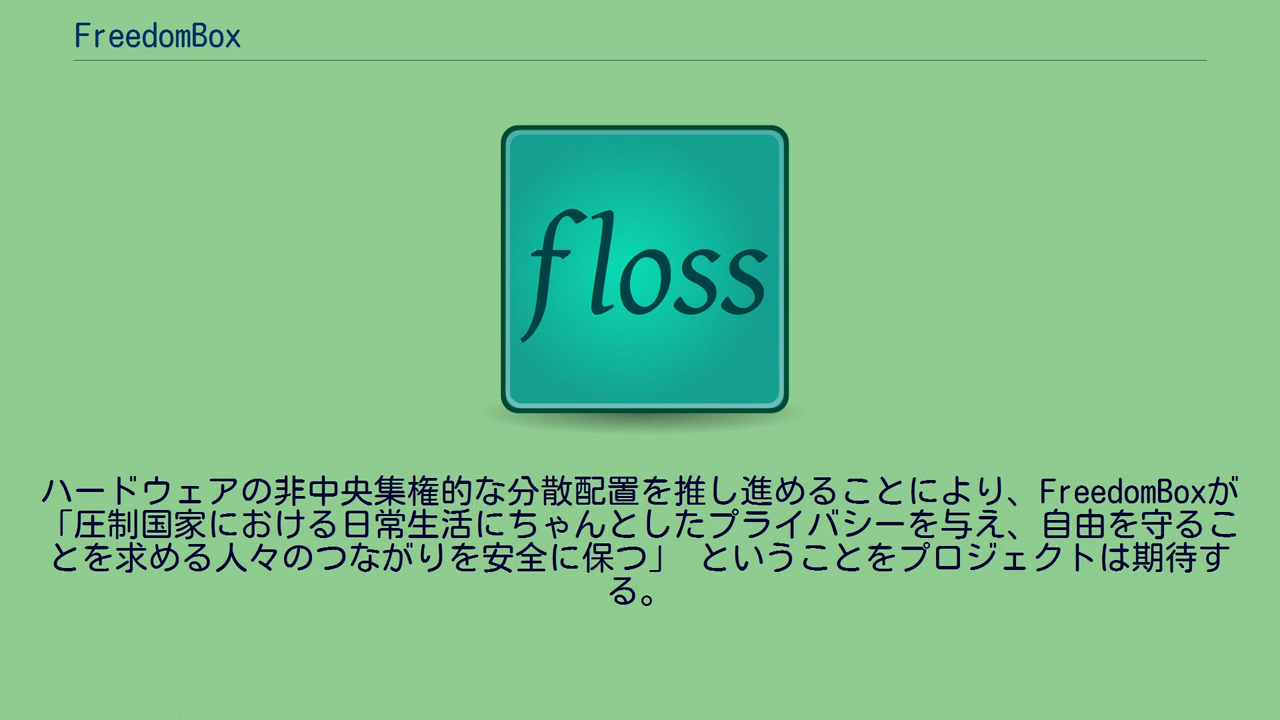 FreedomBox
floss
ハードウェアの非中央集権的な分散配置を推し進めることにより、FreedomBoxが
「圧制国家における日常生活にちゃんとしたプライバシーを与え、自由を守るこ
とを求める人々のつながりを安全に保つ」 ということをプロジェクトは期待す
る。